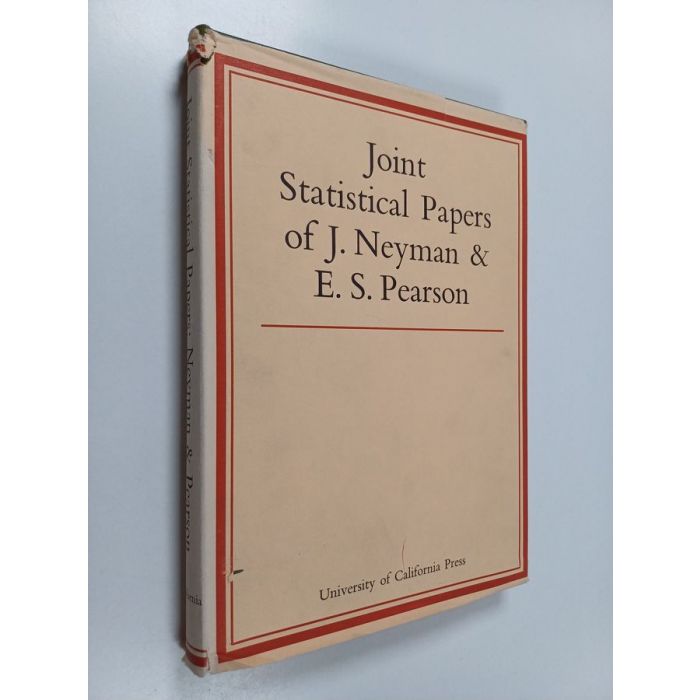 Joint
Statistical Papers
of J. Neyman &
E. S. Pearson
University of California Press
Joint Statistical Papers: Neyman & Pearson